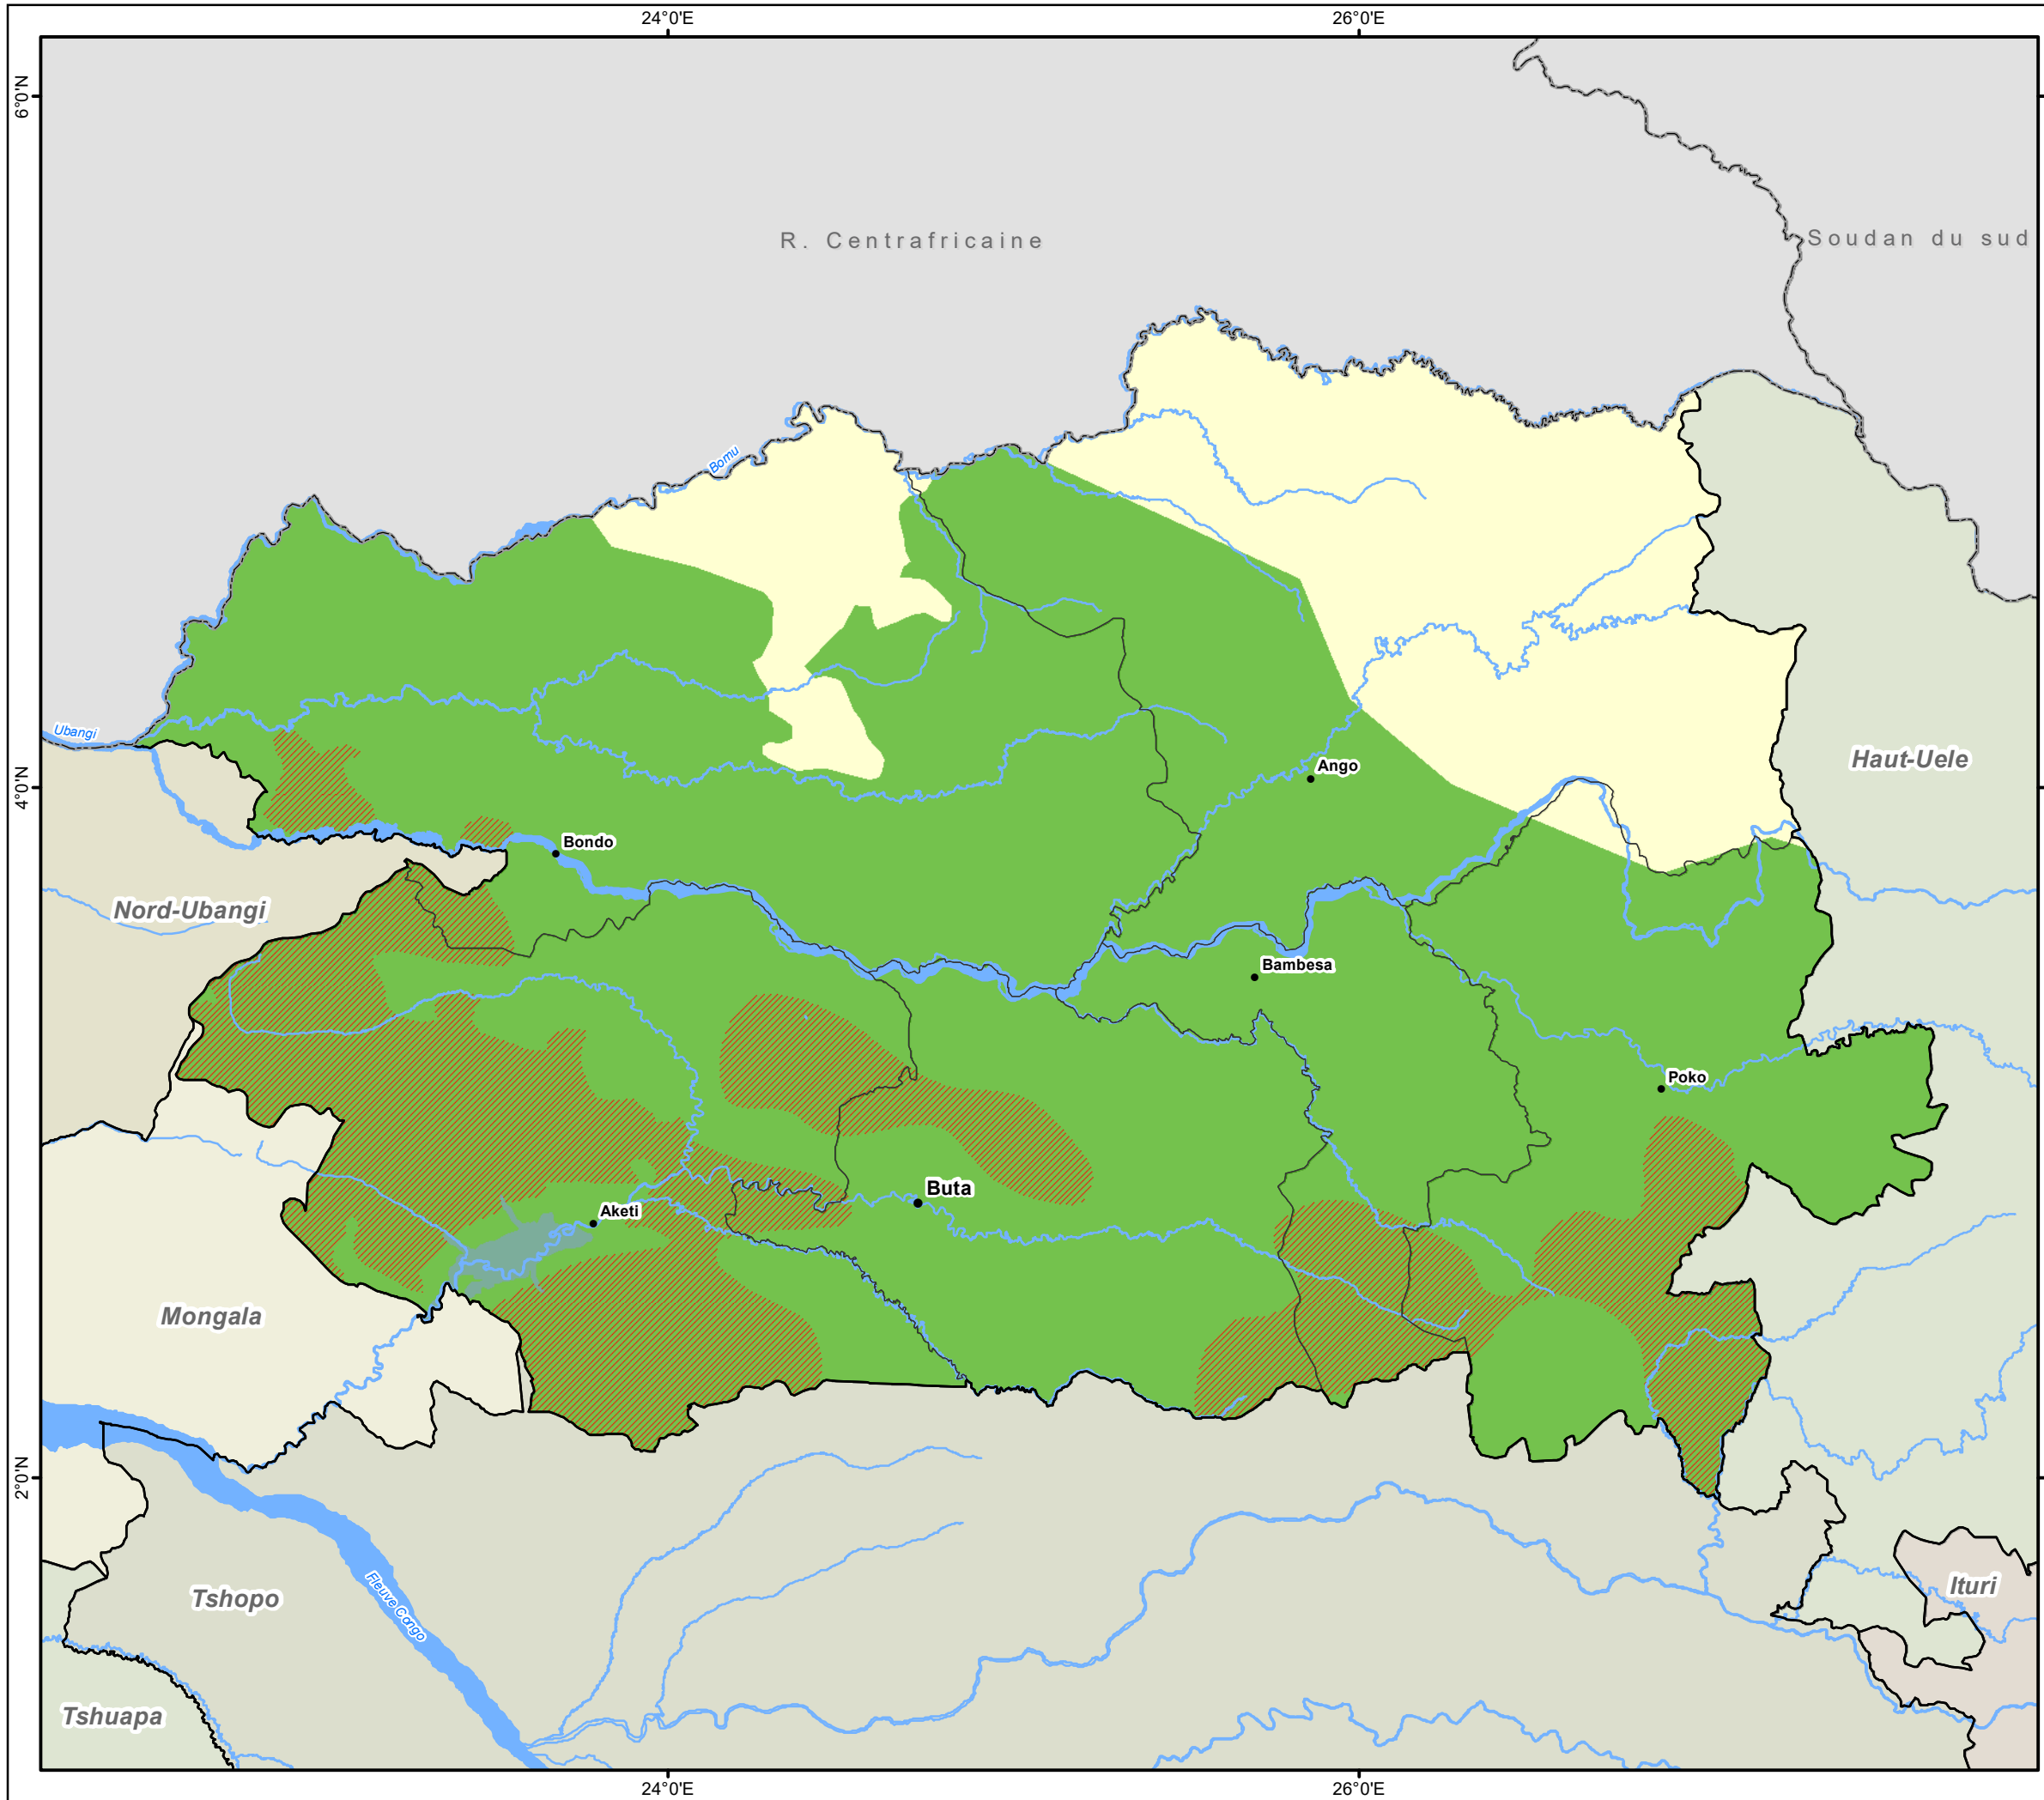 24°0'E 26°0'E
6°0'N
R. Centrafricaine
Soudan du sud
Bomu
Ubangi
4°0'N
Ango
Haut-Uele
Bondo
Nord-Ubangi
Bambesa
Poko
Buta
Aketi
Mongala
2°0'N
Tshopo
Fleuve Congo
Ituri
Tshuapa
24°0'E 26°0'E